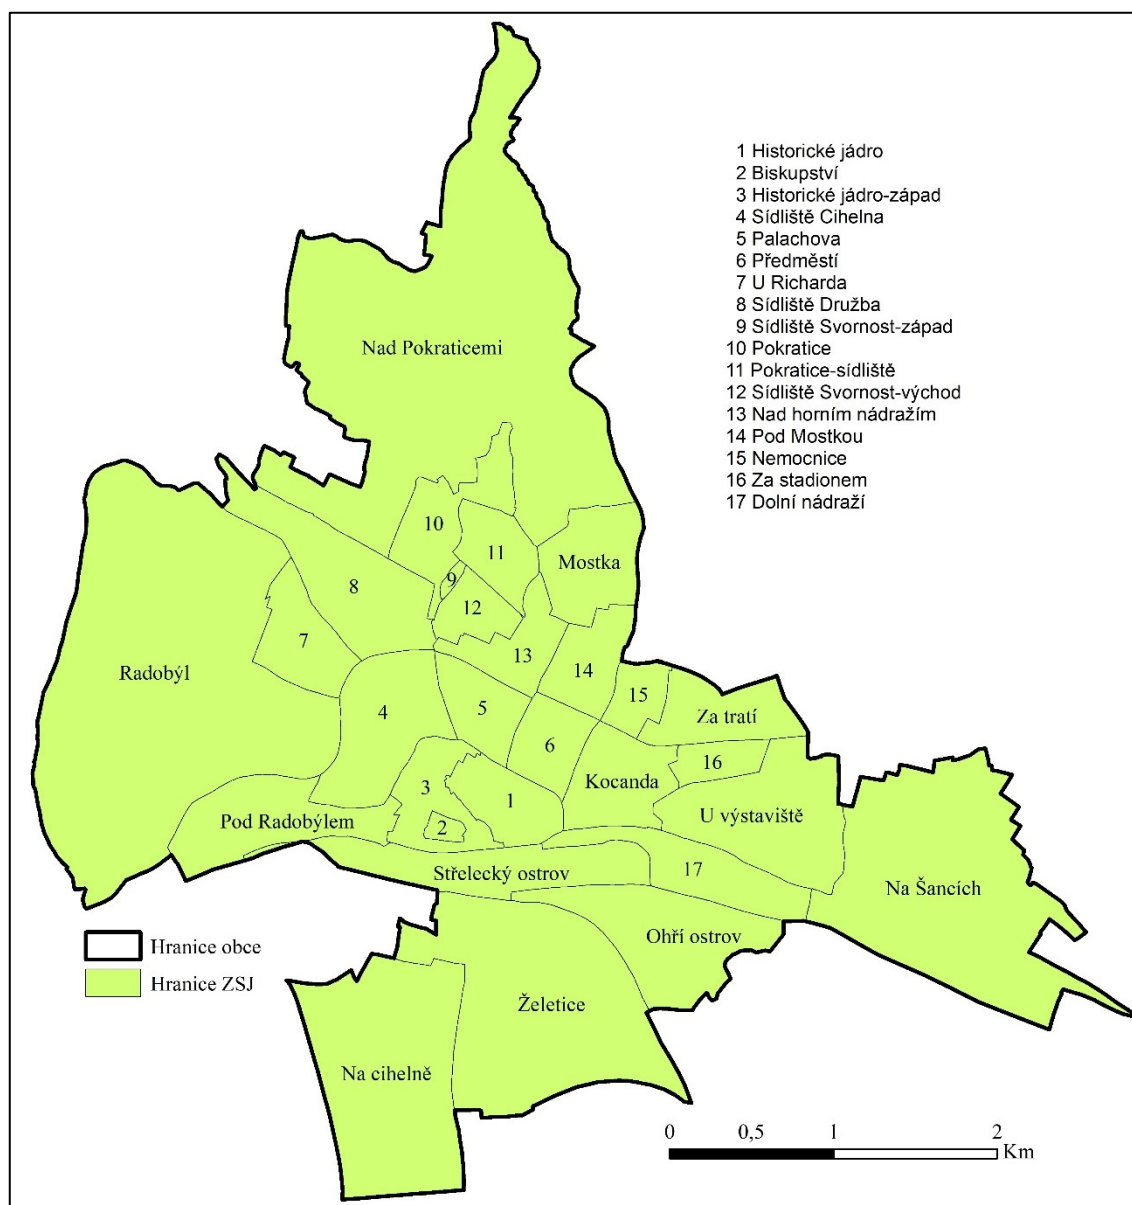 1 Historické jádro
2 Biskupství
3 Historické jádro-západ
4 Sídliště Cihelna
5 Palachova
6 Předměstí
7 U Richarda
8 Sídliště Družba
9 Sídliště Svornost-západ
10 Pokratice
11 Pokratice-sídliště
12 Sídliště Svornost-východ
13 Nad horním nádražím
14 Pod Mostkou
15 Nemocnice
16 Za stadionem
17 Dolní nádraží
Nad Pokraticemi
10
11
Mostka
9
8
12
7
13
14
Radobýl
15
4
5
Za tratí
6
16
Kocanda
3
1
U výstaviště
Pod Radobýlem
2
Střelecký ostrov
17
Na Šancích
Ohří ostrov
Hranice obce
Hranice ZSJ
Želetice
Na cihelně
0 0,5 1 2
Km